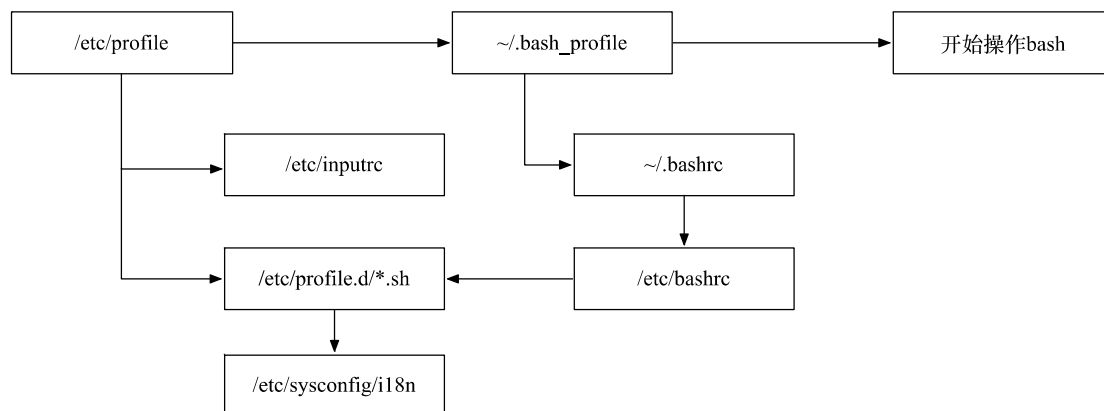 /etc/profile
~/.bash_profile
开始操作bash
/etc/inputrc
~/.bashrc
/etc/profile.d/*.sh
/etc/bashrc
/etc/sysconfig/i18n